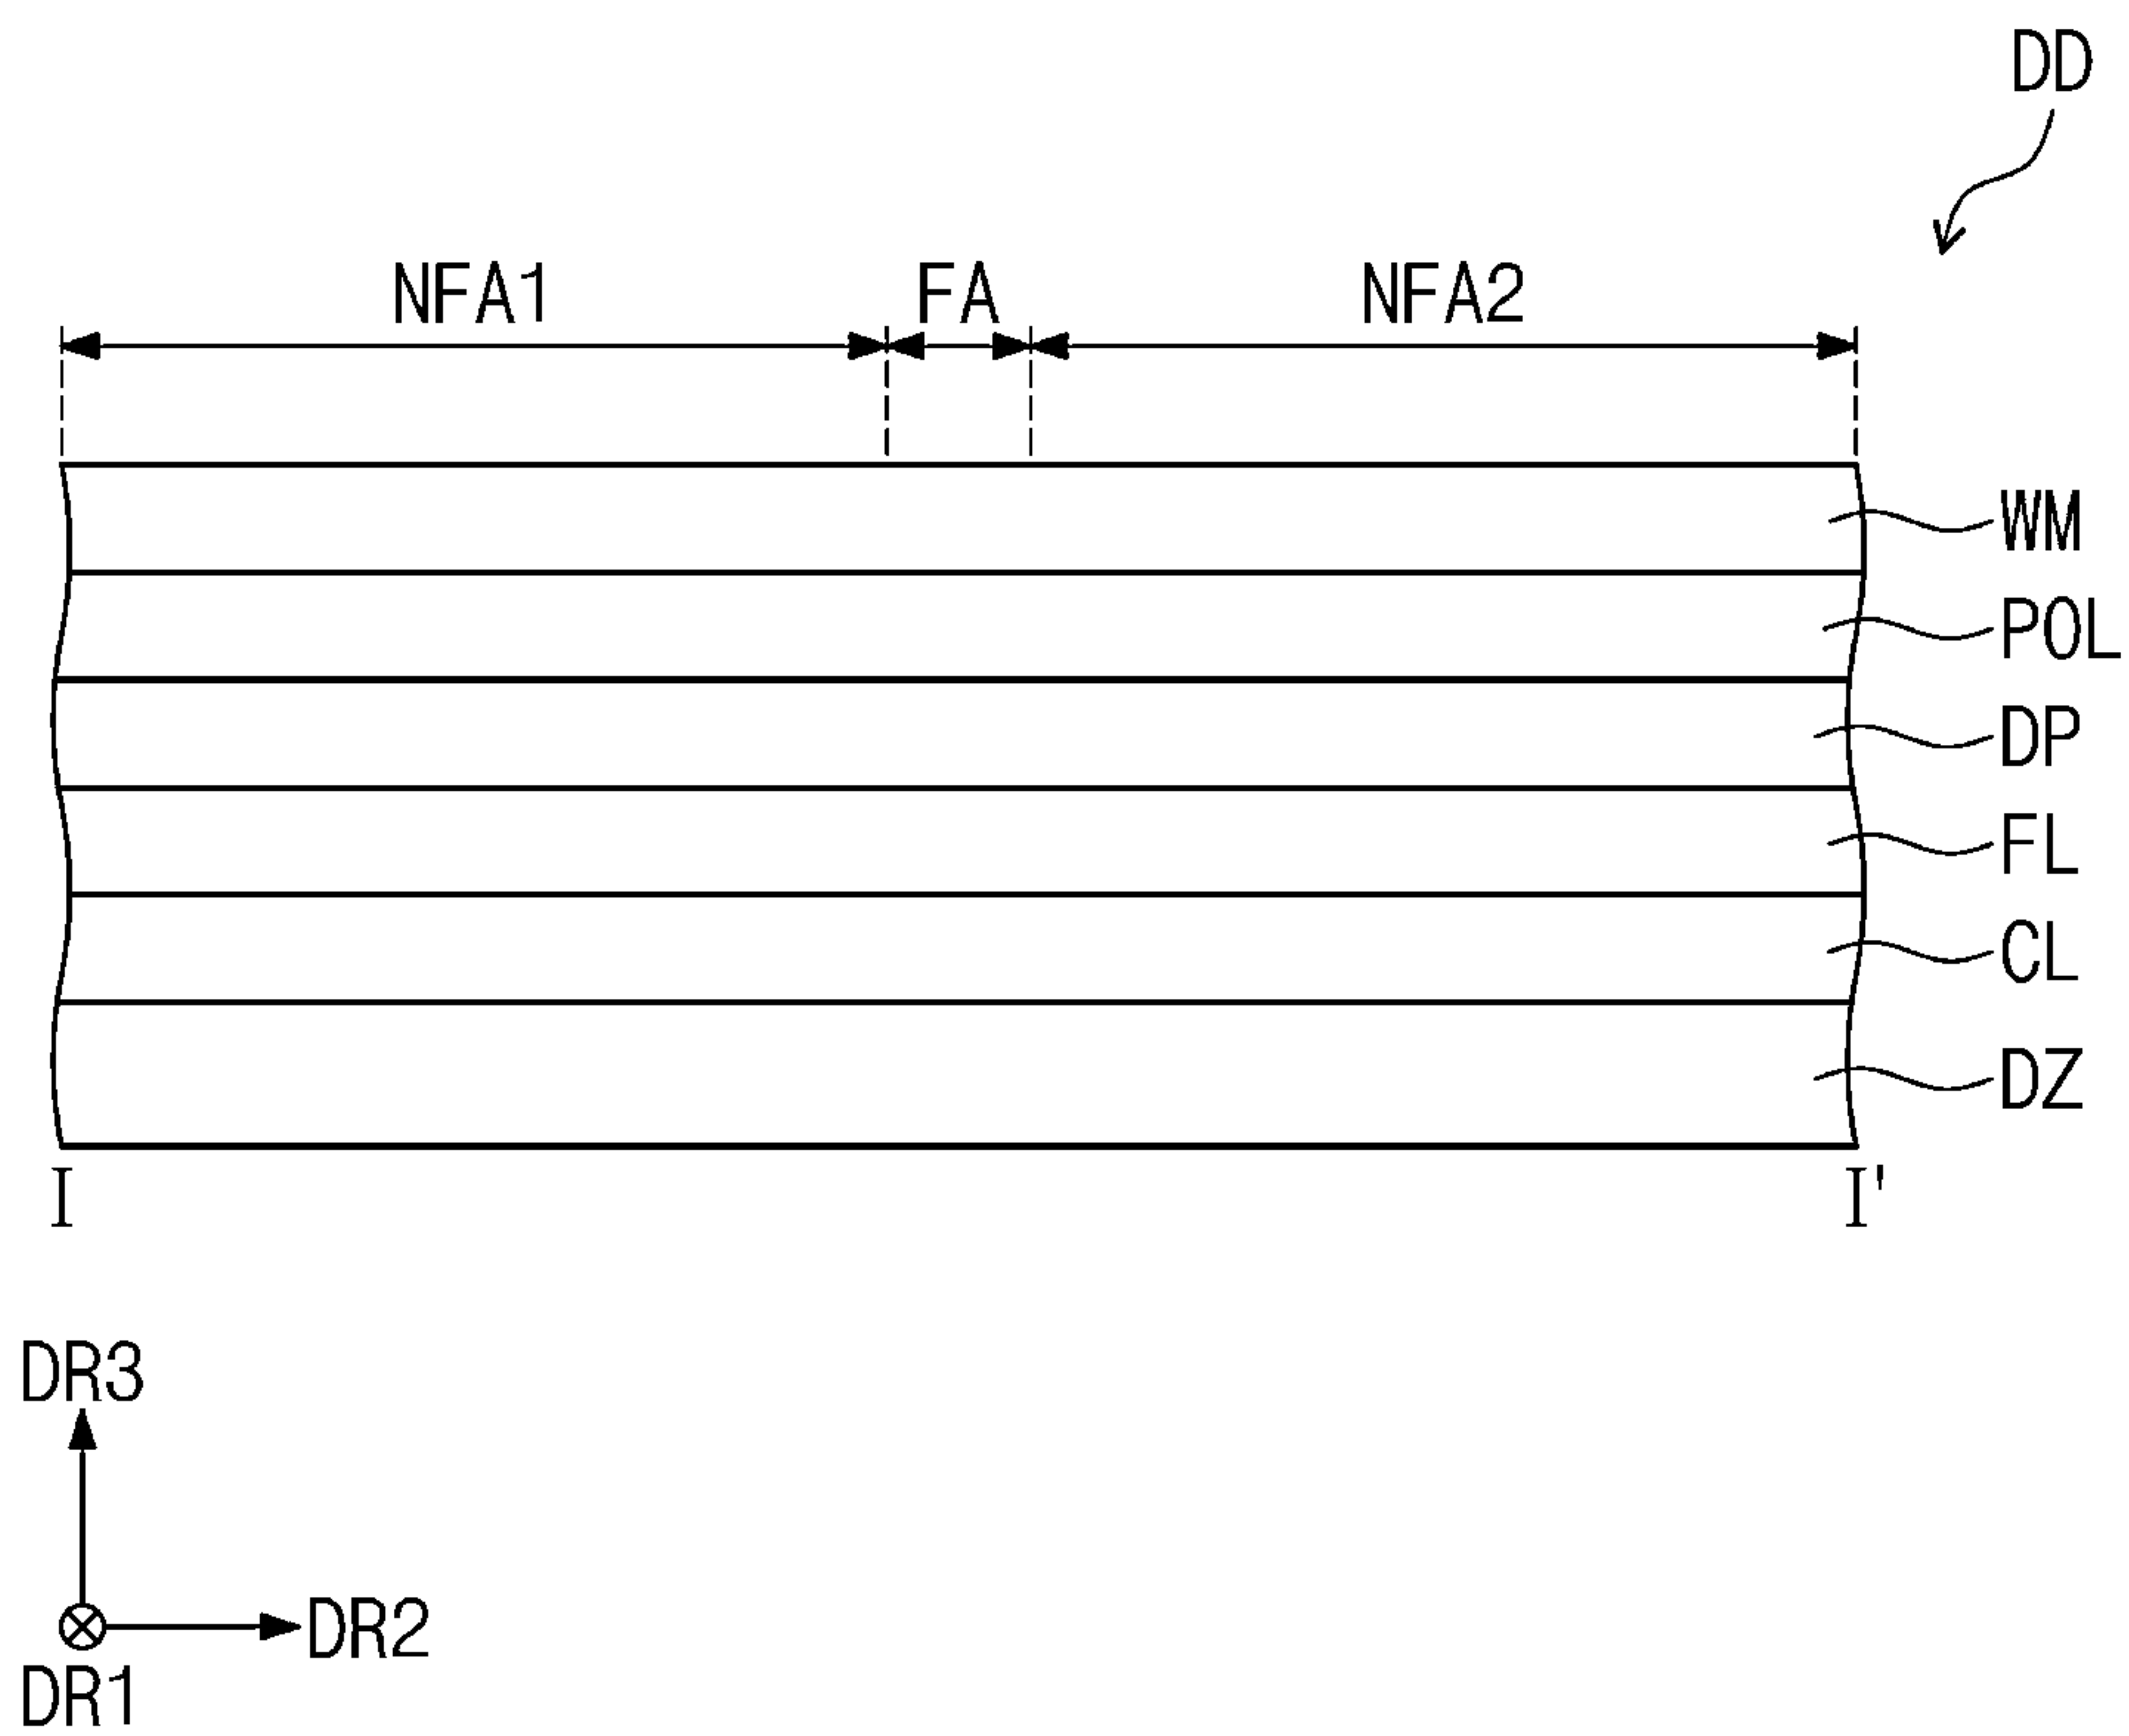 DD
NFA1 FA NFA2
WM
POL
DP
FL
CL
DZ
I I'
DR3
DR2
DR1